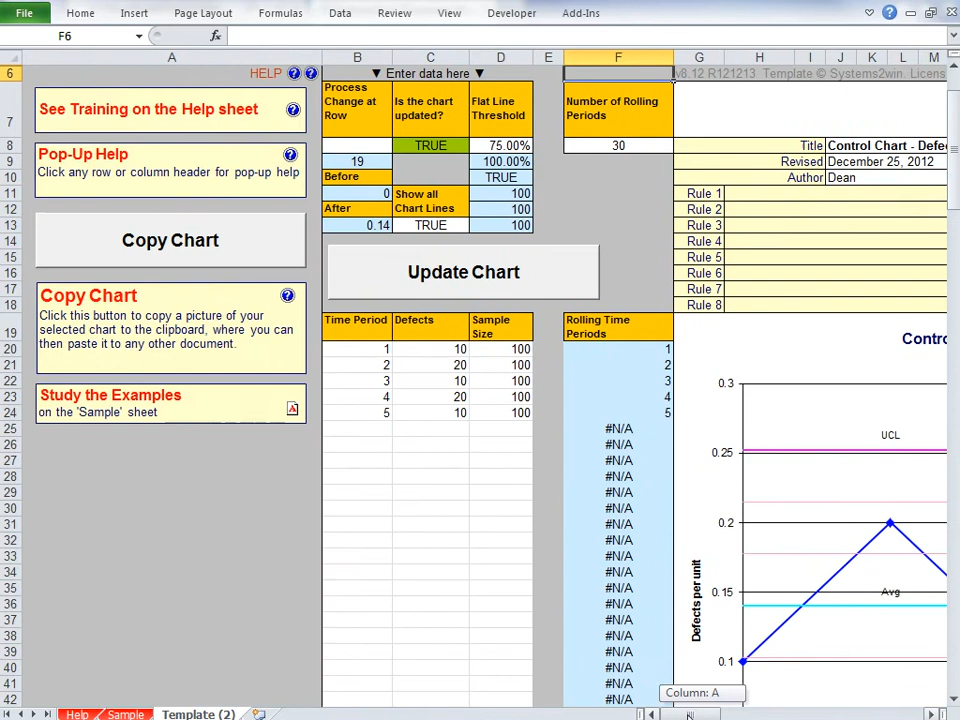 File Home Insert Page Layout Formulas Data Review View Developer Add-Ins
F6 fx
A B C D E F G H I J K L M
6 HELP ▼ Enter data here ▼ v8.12 R121213 Template © Systems2win. Licens
7 See Training on the Help sheet
Process Change at Row
Is the chart updated?
Flat Line Threshold
Number of Rolling Periods
8 TRUE 75.00% 30 Title Control Chart - Defe
Pop-Up Help
Click any row or column header for pop-up help
9 19 100.00% Revised December 25, 2012
10 Before TRUE Author Dean
11 0 Show all 100 Rule 1
12 After Chart Lines 100 Rule 2
13 0.14 TRUE 100 Rule 3
14 Rule 4
15 Rule 5
16 Rule 6
17 Rule 7
18 Rule 8
Copy Chart
Update Chart
Copy Chart
Click this button to copy a picture of your
selected chart to the clipboard, where you can
then paste it to any other document.
Study the Examples
on the 'Sample' sheet
19 Time Period Defects Sample Size Rolling Time Periods
20 1 10 100 1
21 2 20 100 2
22 3 10 100 3
23 4 20 100 4
24 5 10 100 5
25 #N/A
26 #N/A
27 #N/A
28 #N/A
29 #N/A
30 #N/A
31 #N/A
32 #N/A
33 #N/A
34 #N/A
35 #N/A
36 #N/A
37 #N/A
38 #N/A
39 #N/A
40 #N/A
41 #N/A
42 #N/A
Contro
0.3
UCL
0.25
0.2
Avg
0.15
0.1
Defects per unit
Column: A
Help Sample Template (2)